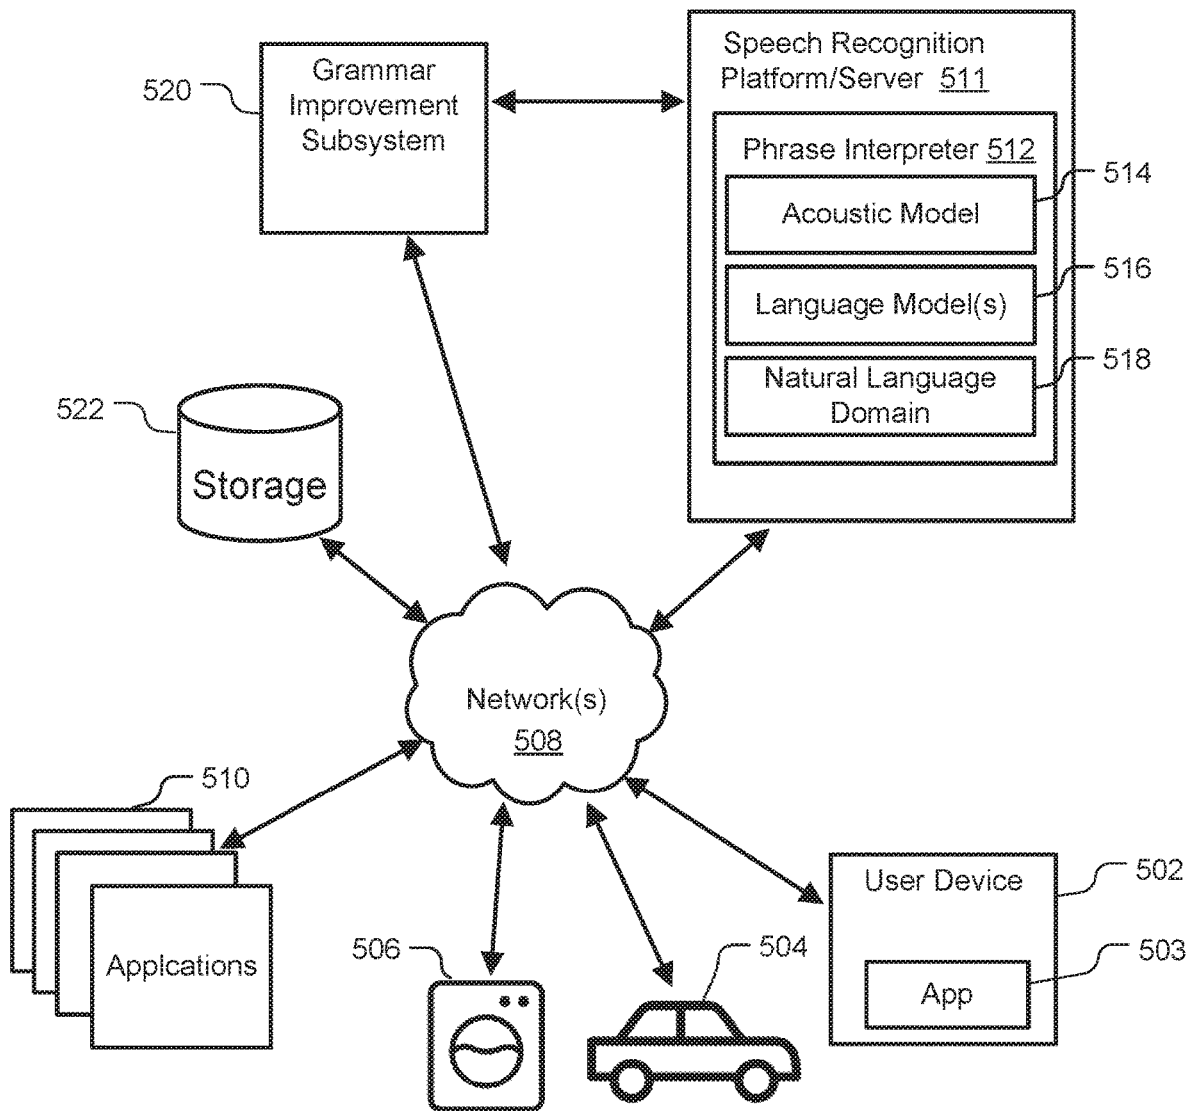 520
Grammar
Improvement
Subsystem
Speech Recognition
Platform/Server 511
Phrase Interpreter 512
514
Acoustic Model
516
Language Model(s)
518
Natural Language
Domain
522
Storage
Network(s)
508
510
Applcations
506
504
User Device
502
503
App